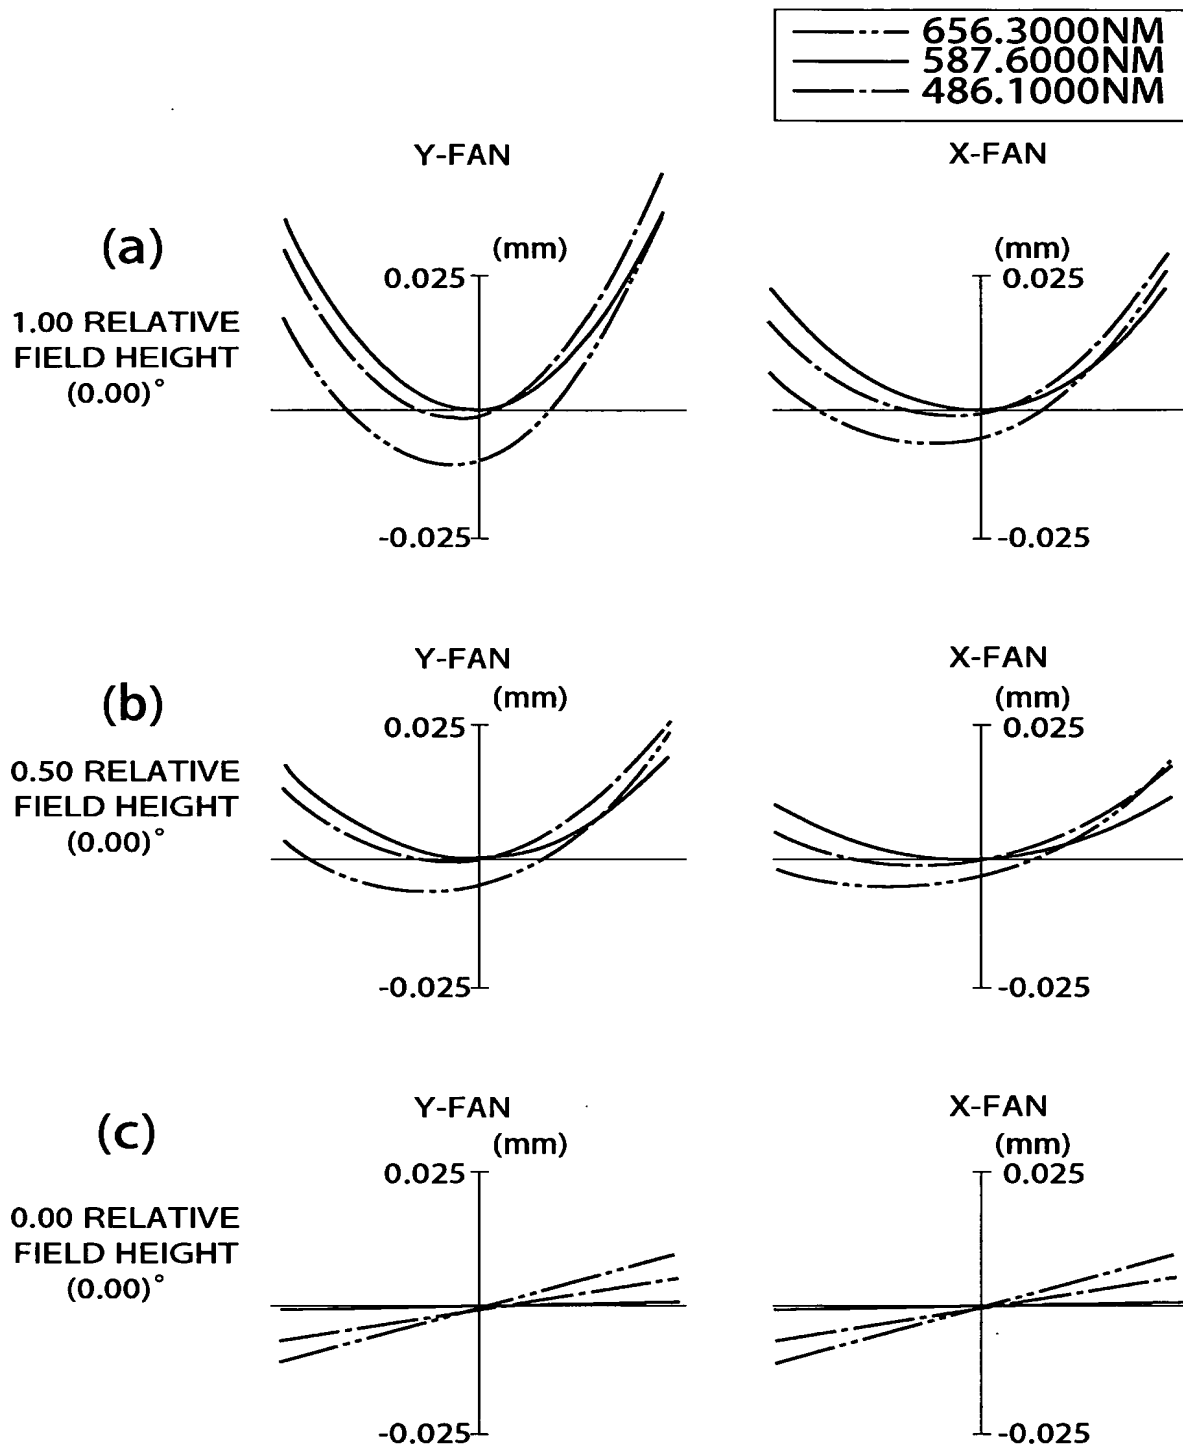 656.3000NM
587.6000NM
486.1000NM
Y-FAN
X-FAN
(a)
1.00 RELATIVE
FIELD HEIGHT
(0.00)°
(mm)
0.025
-0.025
(mm)
0.025
-0.025
Y-FAN
X-FAN
(b)
0.50 RELATIVE
FIELD HEIGHT
(0.00)°
(mm)
0.025
-0.025
(mm)
0.025
-0.025
Y-FAN
X-FAN
(c)
0.00 RELATIVE
FIELD HEIGHT
(0.00)°
(mm)
0.025
-0.025
(mm)
0.025
-0.025